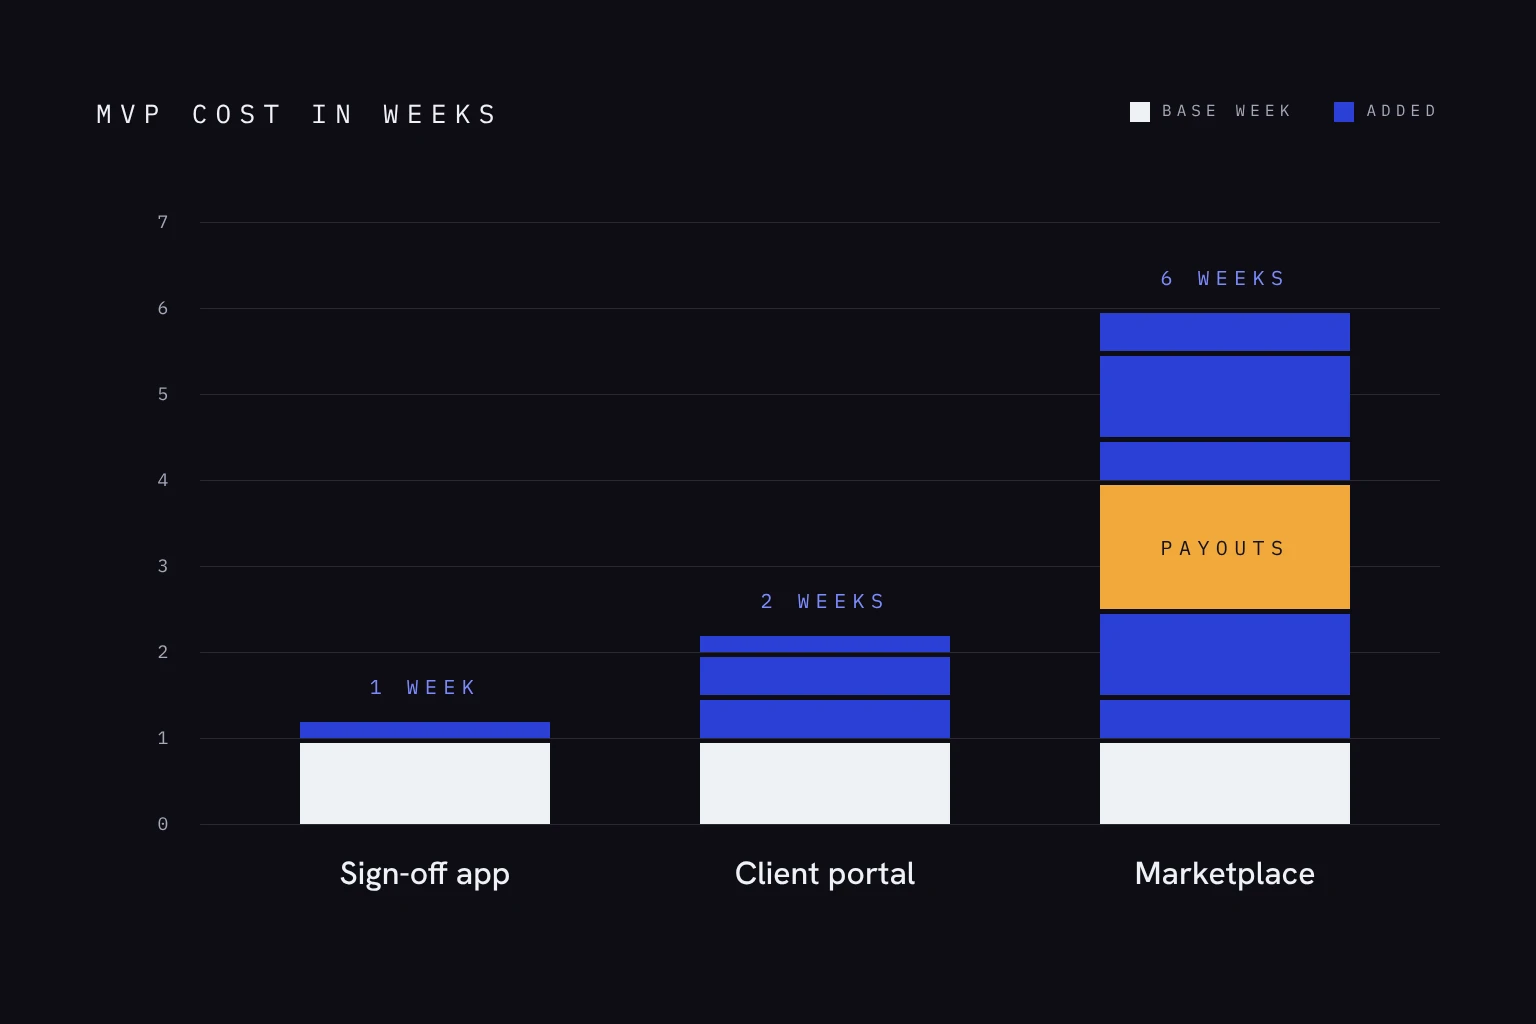 MVP COST IN WEEKS
BASE WEEK
ADDED
7
6 WEEKS
6
5
4
PAYOUTS
3
2 WEEKS
2
1 WEEK
1
0
Sign-off app
Client portal
Marketplace